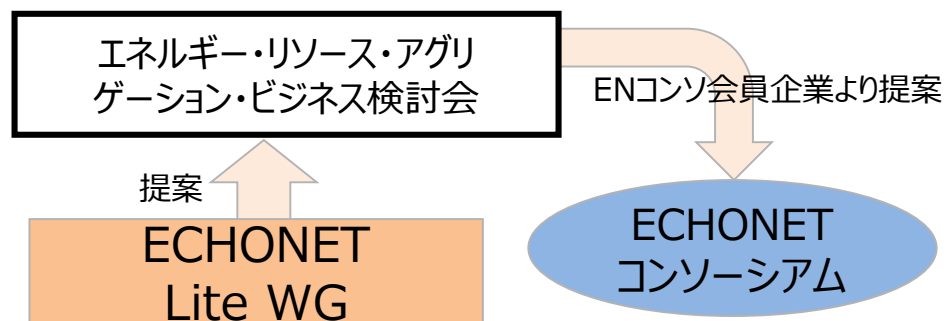 エネルギー・リソース・アグリ
ゲーション・ビジネス検討会
ENコンソ会員企業より提案
提案
ECHONET
Lite WG
ECHONET
コンソーシアム